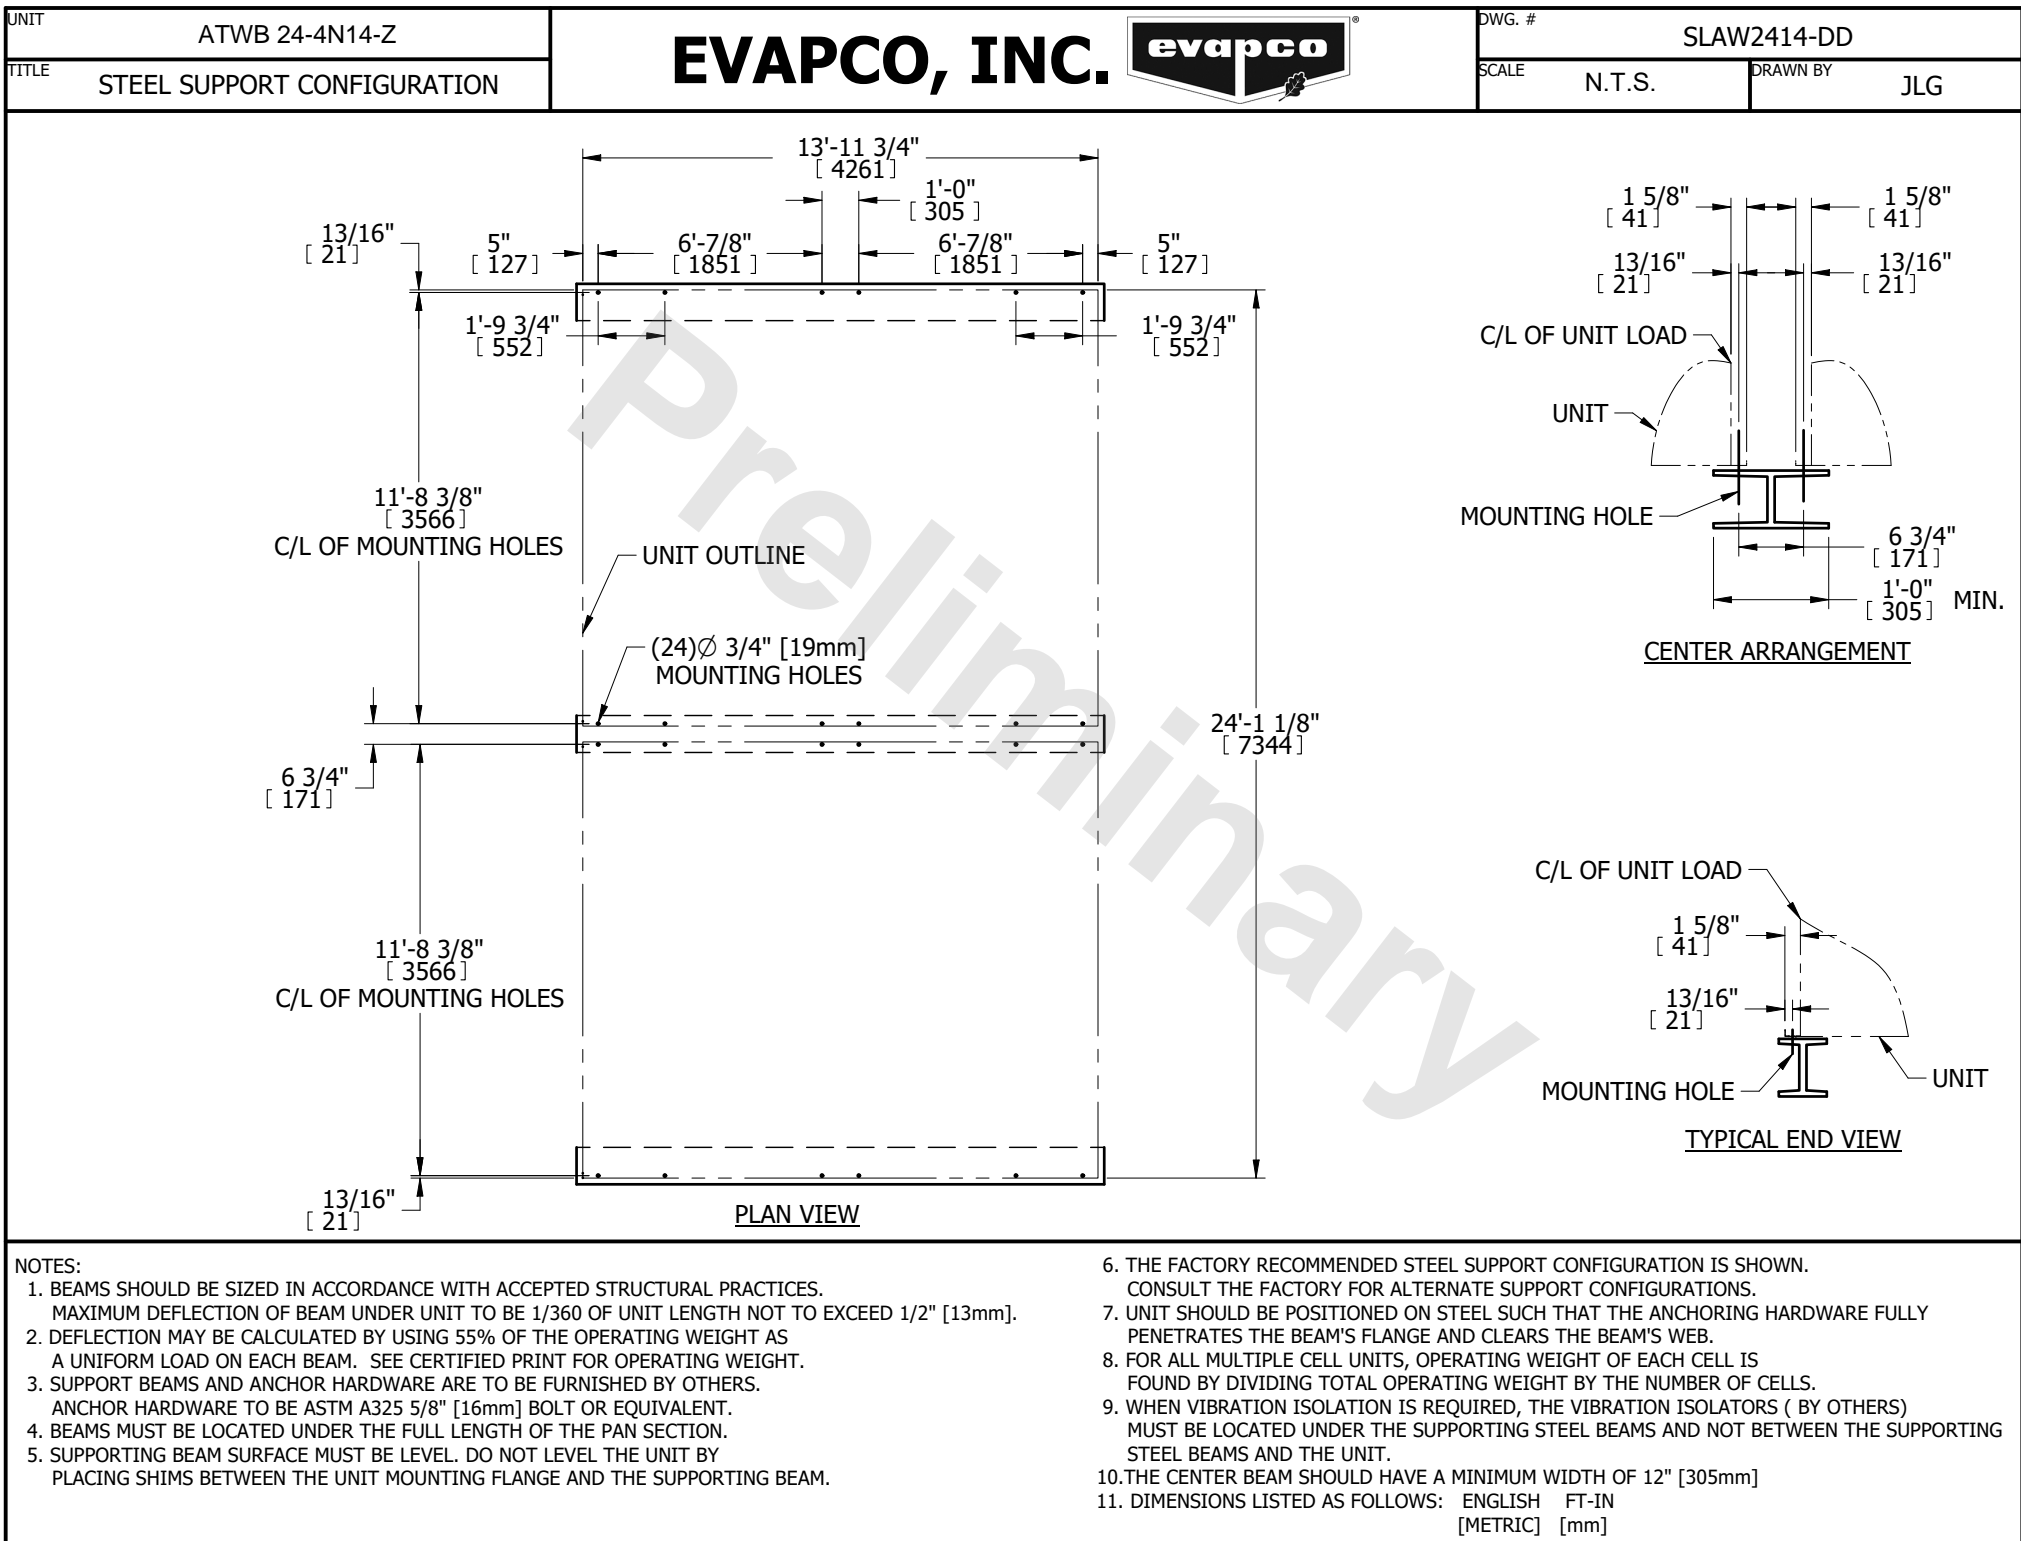 UNIT
ATWB 24-4N14-Z
TITLE
STEEL SUPPORT CONFIGURATION
EVAPCO, INC.
evapco
®
DWG. #
SLAW2414-DD
SCALE
N.T.S.
DRAWN BY
JLG
13'-11 3/4"
[ 4261 ]
1'-0"
[ 305 ]
13/16"
[ 21 ]
5"
[ 127 ]
6'-7/8"
[ 1851 ]
6'-7/8"
[ 1851 ]
5"
[ 127 ]
1'-9 3/4"
[ 552 ]
1'-9 3/4"
[ 552 ]
11'-8 3/8"
[ 3566 ]
C/L OF MOUNTING HOLES
UNIT OUTLINE
(24)∅ 3/4" [19mm]
MOUNTING HOLES
6 3/4"
[ 171 ]
24'-1 1/8"
[ 7344 ]
11'-8 3/8"
[ 3566 ]
C/L OF MOUNTING HOLES
13/16"
[ 21 ]
PLAN VIEW
Preliminary
1 5/8"
[ 41 ]
1 5/8"
[ 41 ]
13/16"
[ 21 ]
13/16"
[ 21 ]
C/L OF UNIT LOAD
UNIT
MOUNTING HOLE
6 3/4"
[ 171 ]
1'-0"
[ 305 ] MIN.
CENTER ARRANGEMENT
C/L OF UNIT LOAD
1 5/8"
[ 41 ]
13/16"
[ 21 ]
MOUNTING HOLE
UNIT
TYPICAL END VIEW
NOTES:
1. BEAMS SHOULD BE SIZED IN ACCORDANCE WITH ACCEPTED STRUCTURAL PRACTICES.
MAXIMUM DEFLECTION OF BEAM UNDER UNIT TO BE 1/360 OF UNIT LENGTH NOT TO EXCEED 1/2" [13mm].
2. DEFLECTION MAY BE CALCULATED BY USING 55% OF THE OPERATING WEIGHT AS
A UNIFORM LOAD ON EACH BEAM. SEE CERTIFIED PRINT FOR OPERATING WEIGHT.
3. SUPPORT BEAMS AND ANCHOR HARDWARE ARE TO BE FURNISHED BY OTHERS.
ANCHOR HARDWARE TO BE ASTM A325 5/8" [16mm] BOLT OR EQUIVALENT.
4. BEAMS MUST BE LOCATED UNDER THE FULL LENGTH OF THE PAN SECTION.
5. SUPPORTING BEAM SURFACE MUST BE LEVEL. DO NOT LEVEL THE UNIT BY
PLACING SHIMS BETWEEN THE UNIT MOUNTING FLANGE AND THE SUPPORTING BEAM.
6. THE FACTORY RECOMMENDED STEEL SUPPORT CONFIGURATION IS SHOWN.
CONSULT THE FACTORY FOR ALTERNATE SUPPORT CONFIGURATIONS.
7. UNIT SHOULD BE POSITIONED ON STEEL SUCH THAT THE ANCHORING HARDWARE FULLY
PENETRATES THE BEAM'S FLANGE AND CLEARS THE BEAM'S WEB.
8. FOR ALL MULTIPLE CELL UNITS, OPERATING WEIGHT OF EACH CELL IS
FOUND BY DIVIDING TOTAL OPERATING WEIGHT BY THE NUMBER OF CELLS.
9. WHEN VIBRATION ISOLATION IS REQUIRED, THE VIBRATION ISOLATORS ( BY OTHERS)
MUST BE LOCATED UNDER THE SUPPORTING STEEL BEAMS AND NOT BETWEEN THE SUPPORTING
STEEL BEAMS AND THE UNIT.
10.THE CENTER BEAM SHOULD HAVE A MINIMUM WIDTH OF 12" [305mm]
11. DIMENSIONS LISTED AS FOLLOWS: ENGLISH FT-IN
[METRIC] [mm]